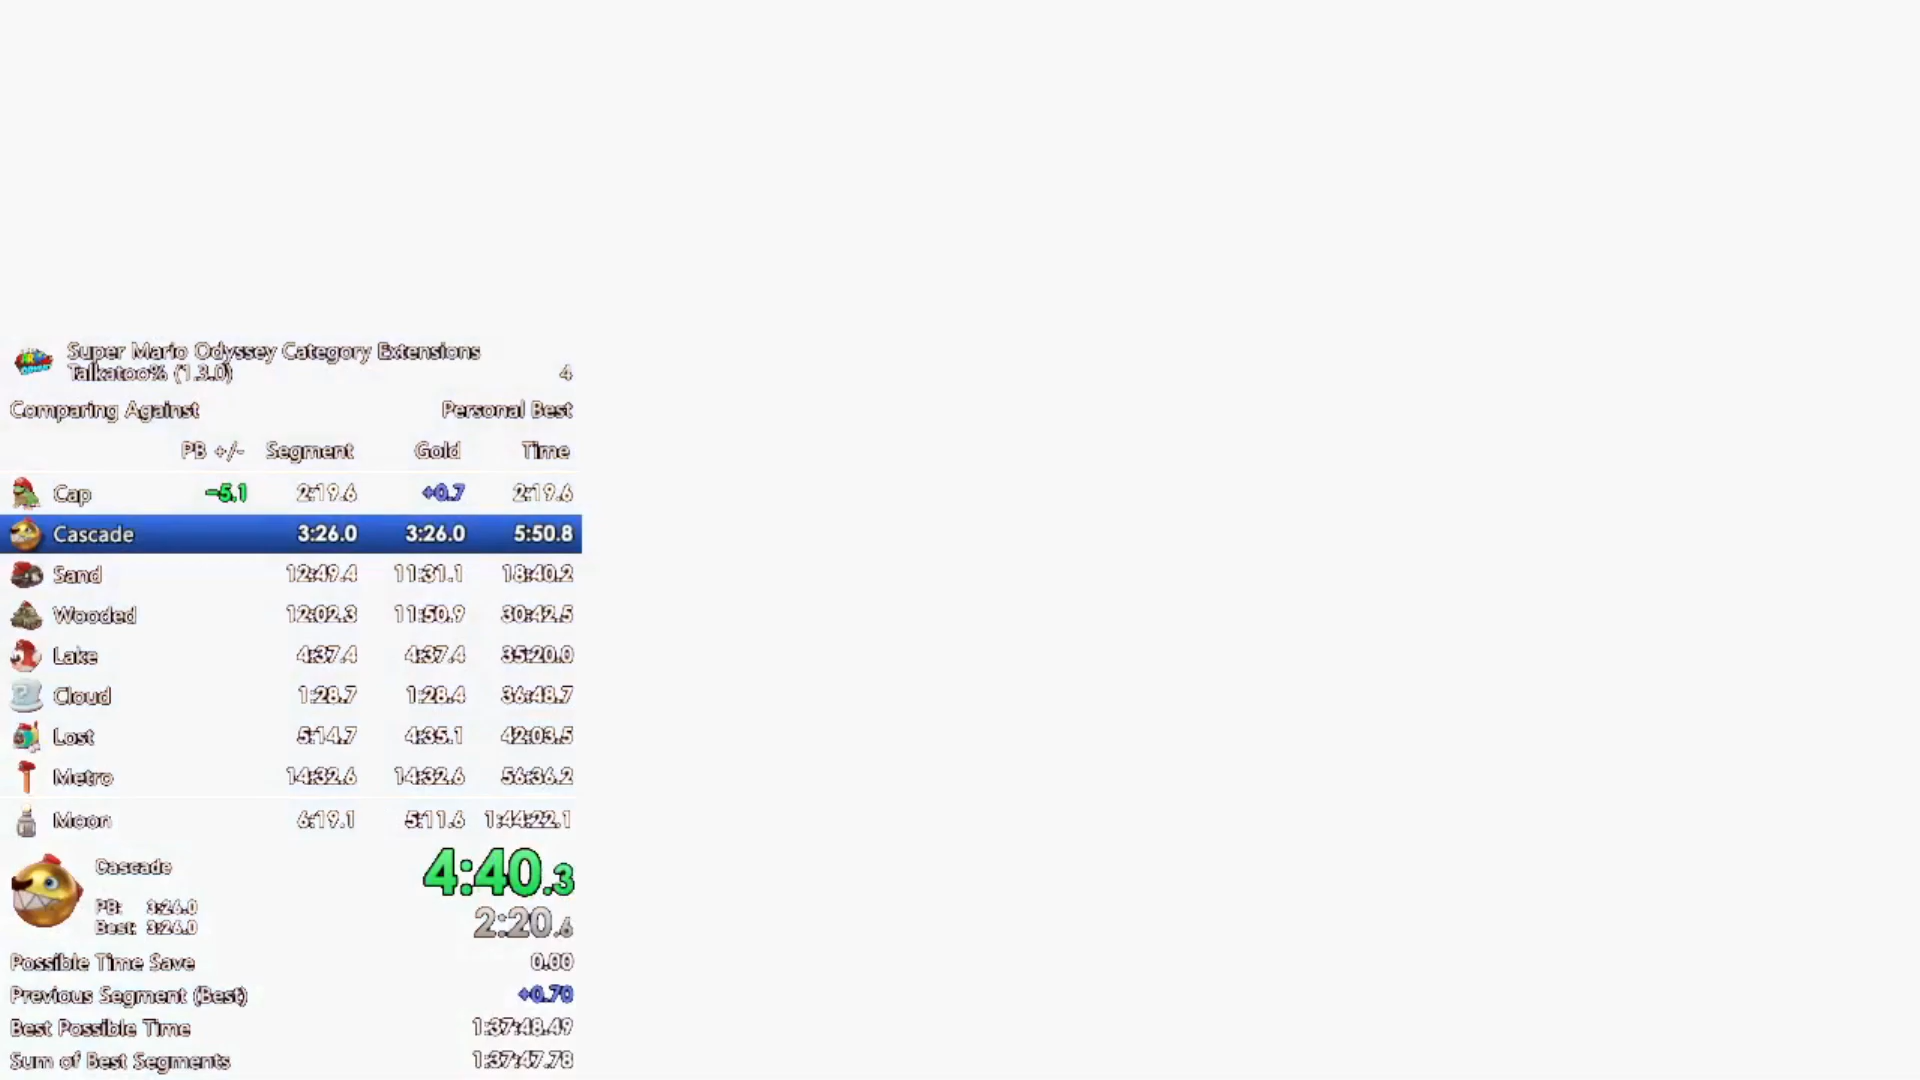 Super Mario Odyssey Category Extensions
Talkatoo% (1.3.0) 4
Comparing Against Personal Best
PB +/- Segment Gold Time
Cap -5.1 2:19.6 +0.7 2:19.6
Cascade 3:26.0 3:26.0 5:50.8
Sand 12:49.4 11:31.1 18:40.2
Wooded 12:02.3 11:50.9 30:42.5
Lake 4:37.4 4:37.4 35:20.0
Cloud 1:28.7 1:28.4 36:48.7
Lost 5:14.7 4:35.1 42:03.5
Metro 14:32.6 14:32.6 56:36.2
Moon 6:19.1 5:11.6 1:44:22.1
Cascade 4:40.3
PB: 3:26.0 2:20.6
Best: 3:26.0
Possible Time Save 0.00
Previous Segment (Best) +0.70
Best Possible Time 1:37:48.49
Sum of Best Segments 1:37:47.78